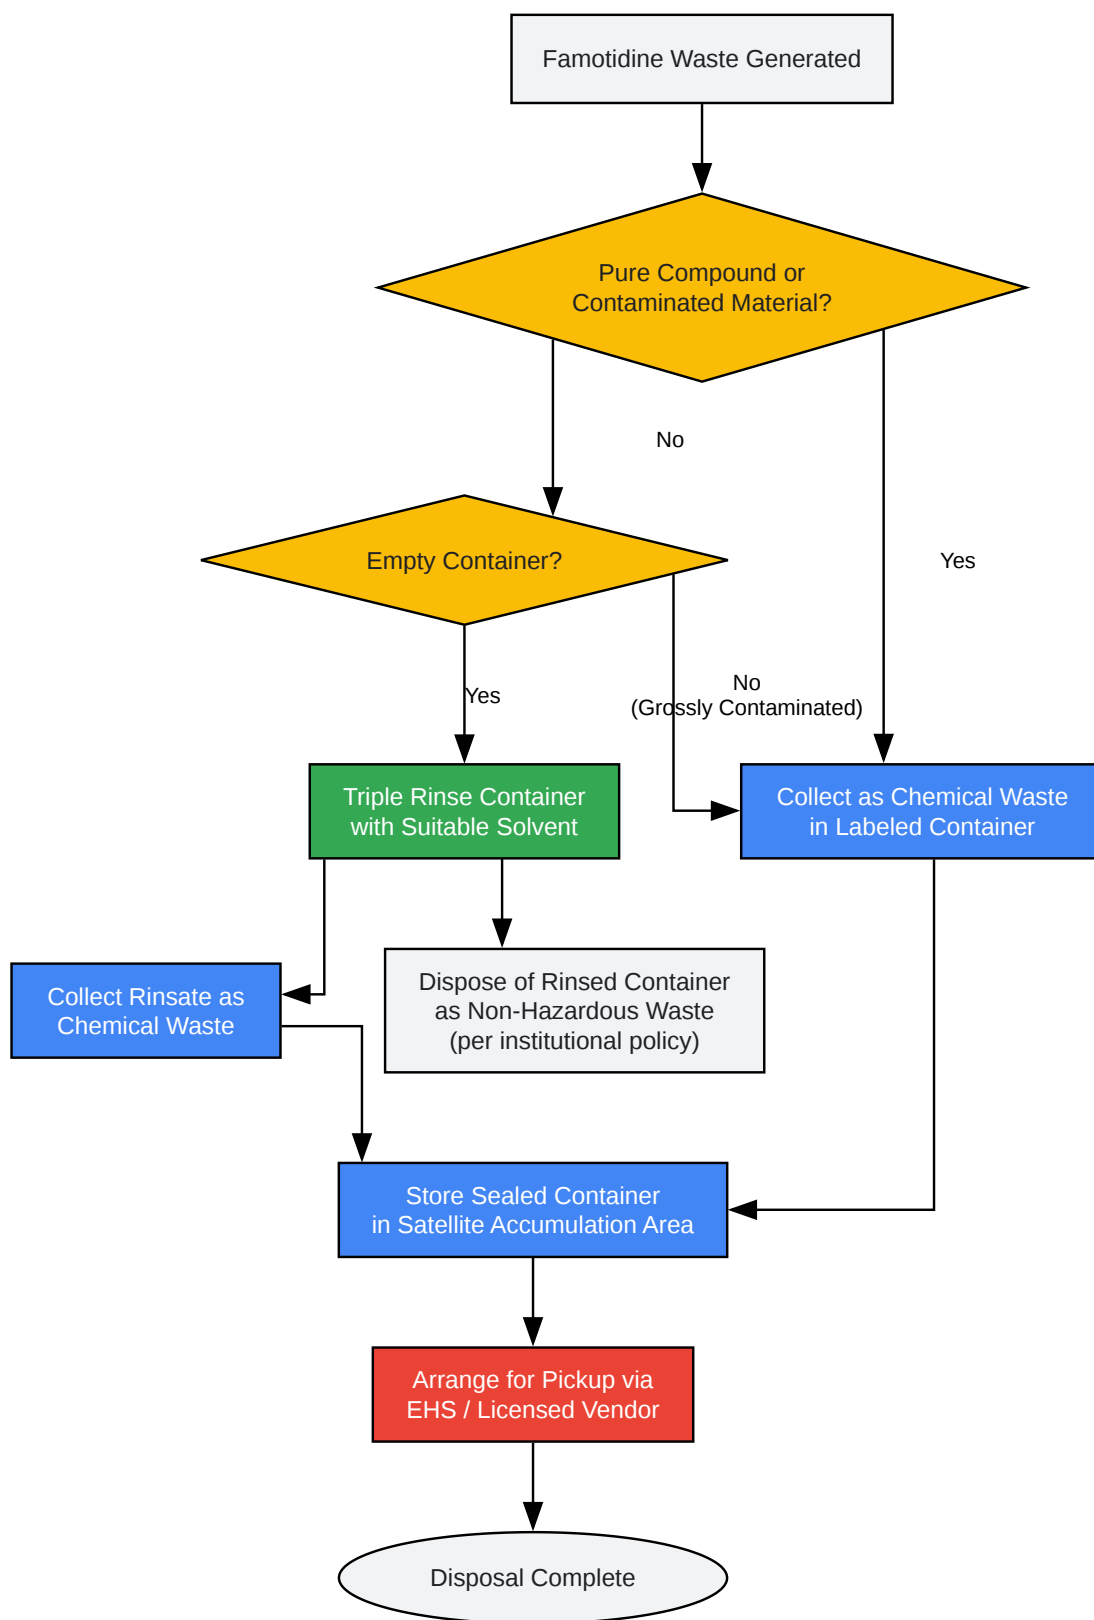 Famotidine Waste Generated
Pure Compound or
Contaminated Material?
No
Empty Container?
Yes
Yes
No
(Grossly Contaminated)
Triple Rinse Container
with Suitable Solvent
Collect as Chemical Waste
in Labeled Container
Collect Rinsate as
Chemical Waste
Dispose of Rinsed Container
as Non-Hazardous Waste
(per institutional policy)
Store Sealed Container
in Satellite Accumulation Area
Arrange for Pickup via
EHS / Licensed Vendor
Disposal Complete